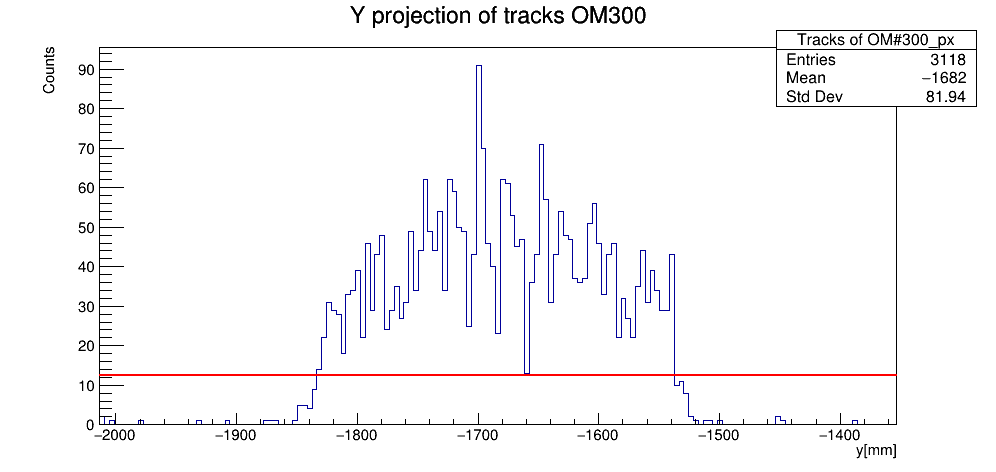 Y projection of tracks OM300
Tracks of OM#300_px
Entries 3118
Mean −1682
Std Dev 81.94
Counts
90
80
70
60
50
40
30
20
10
0
−2000 −1900 −1800 −1700 −1600 −1500 −1400
y[mm]